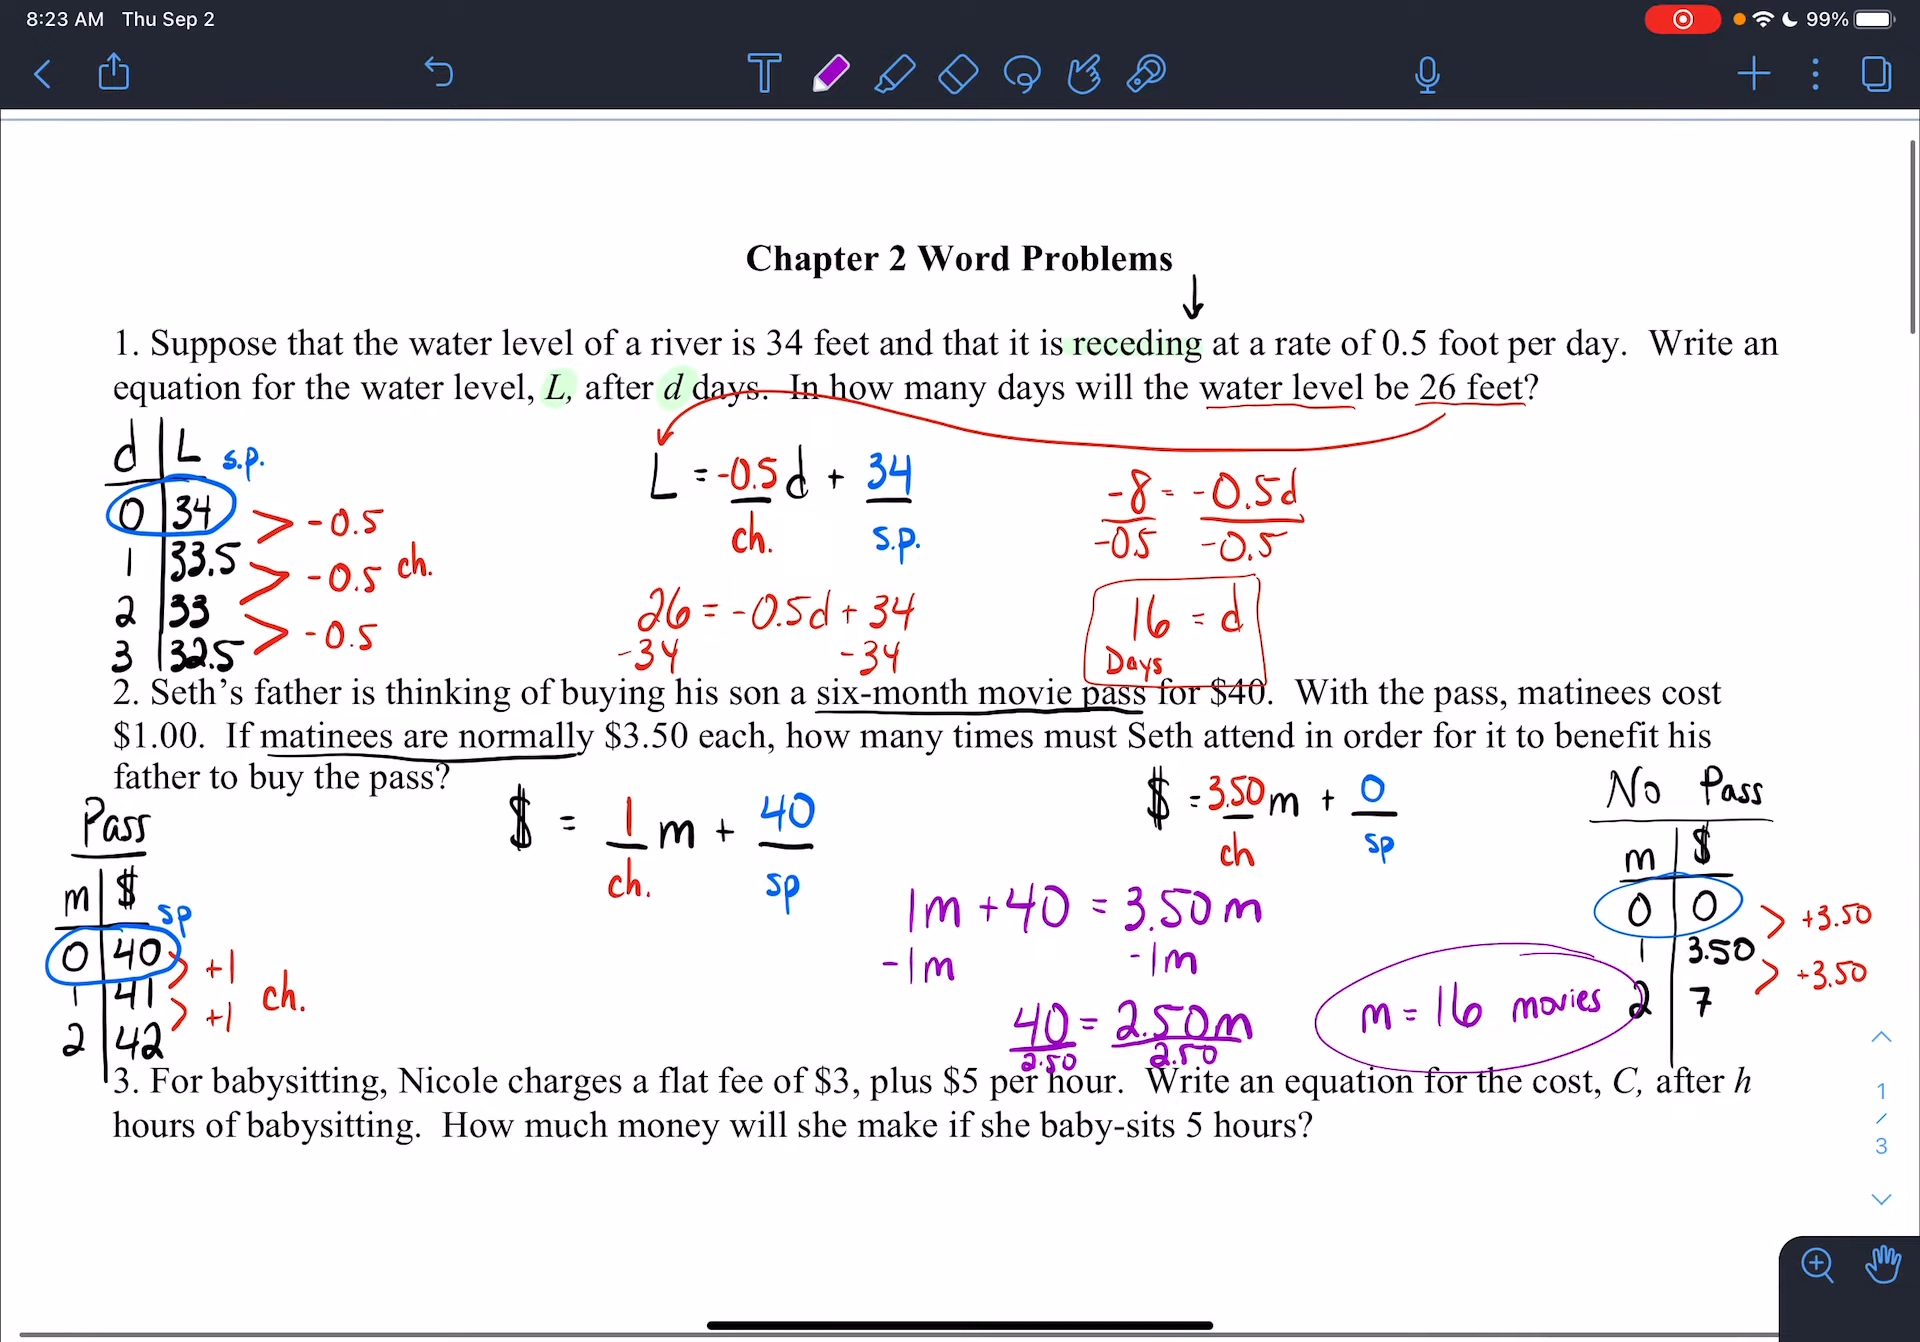 8:23 AM Thu Sep 2
99%
Chapter 2 Word Problems
1. Suppose that the water level of a river is 34 feet and that it is receding at a rate of 0.5 foot per day. Write an
equation for the water level, L, after d days. In how many days will the water level be 26 feet?
d L s.p.
0 34
1 33.5
2 33
3 32.5
> -0.5
> -0.5 ch.
> -0.5
L = -0.5d + 34
ch. s.p.
26 = -0.5d + 34
-34 -34
-8 = -0.5d
-05 -0.5
16 = d
Days
2. Seth's father is thinking of buying his son a six-month movie pass for $40. With the pass, matinees cost
$1.00. If matinees are normally $3.50 each, how many times must Seth attend in order for it to benefit his
father to buy the pass?
Pass
m $ sp
0 40
1 41
2 42
> +1
> +1 ch.
$ = 1m + 40
ch. sp
$ = 3.50m + 0
ch sp
1m + 40 = 3.50m
-1m -1m
40 = 2.50m
2.50 2.50
m = 16 movies
No Pass
m $
0 0
1 3.50
2 7
> +3.50
> +3.50
3. For babysitting, Nicole charges a flat fee of $3, plus $5 per hour. Write an equation for the cost, C, after h
hours of babysitting. How much money will she make if she baby-sits 5 hours?
1
/
3